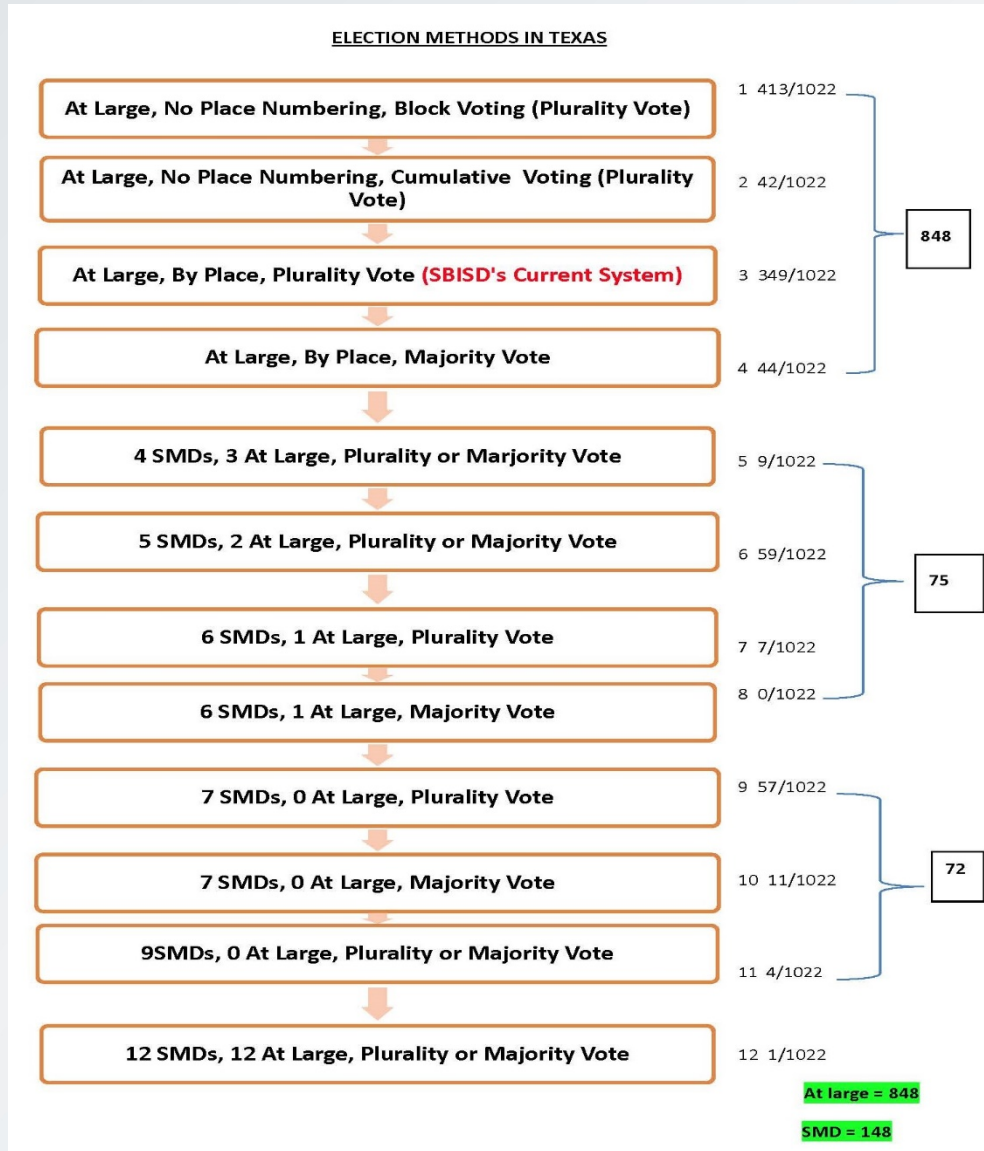 ELECTION METHODS IN TEXAS
At Large, No Place Numbering, Block Voting (Plurality Vote)
1 413/1022
At Large, No Place Numbering, Cumulative Voting (Plurality
Vote)
2 42/1022
848
At Large, By Place, Plurality Vote (SBISD's Current System)
3 349/1022
At Large, By Place, Majority Vote
4 44/1022
4 SMDs, 3 At Large, Plurality or Marjority Vote
5 9/1022
5 SMDs, 2 At Large, Plurality or Majority Vote
6 59/1022
75
6 SMDs, 1 At Large, Plurality Vote
7 7/1022
6 SMDs, 1 At Large, Majority Vote
8 0/1022
7 SMDs, 0 At Large, Plurality Vote
9 57/1022
7 SMDs, 0 At Large, Majority Vote
10 11/1022
72
9SMDs, 0 At Large, Plurality or Majority Vote
11 4/1022
12 SMDs, 12 At Large, Plurality or Majority Vote
12 1/1022
At large = 848
SMD = 148